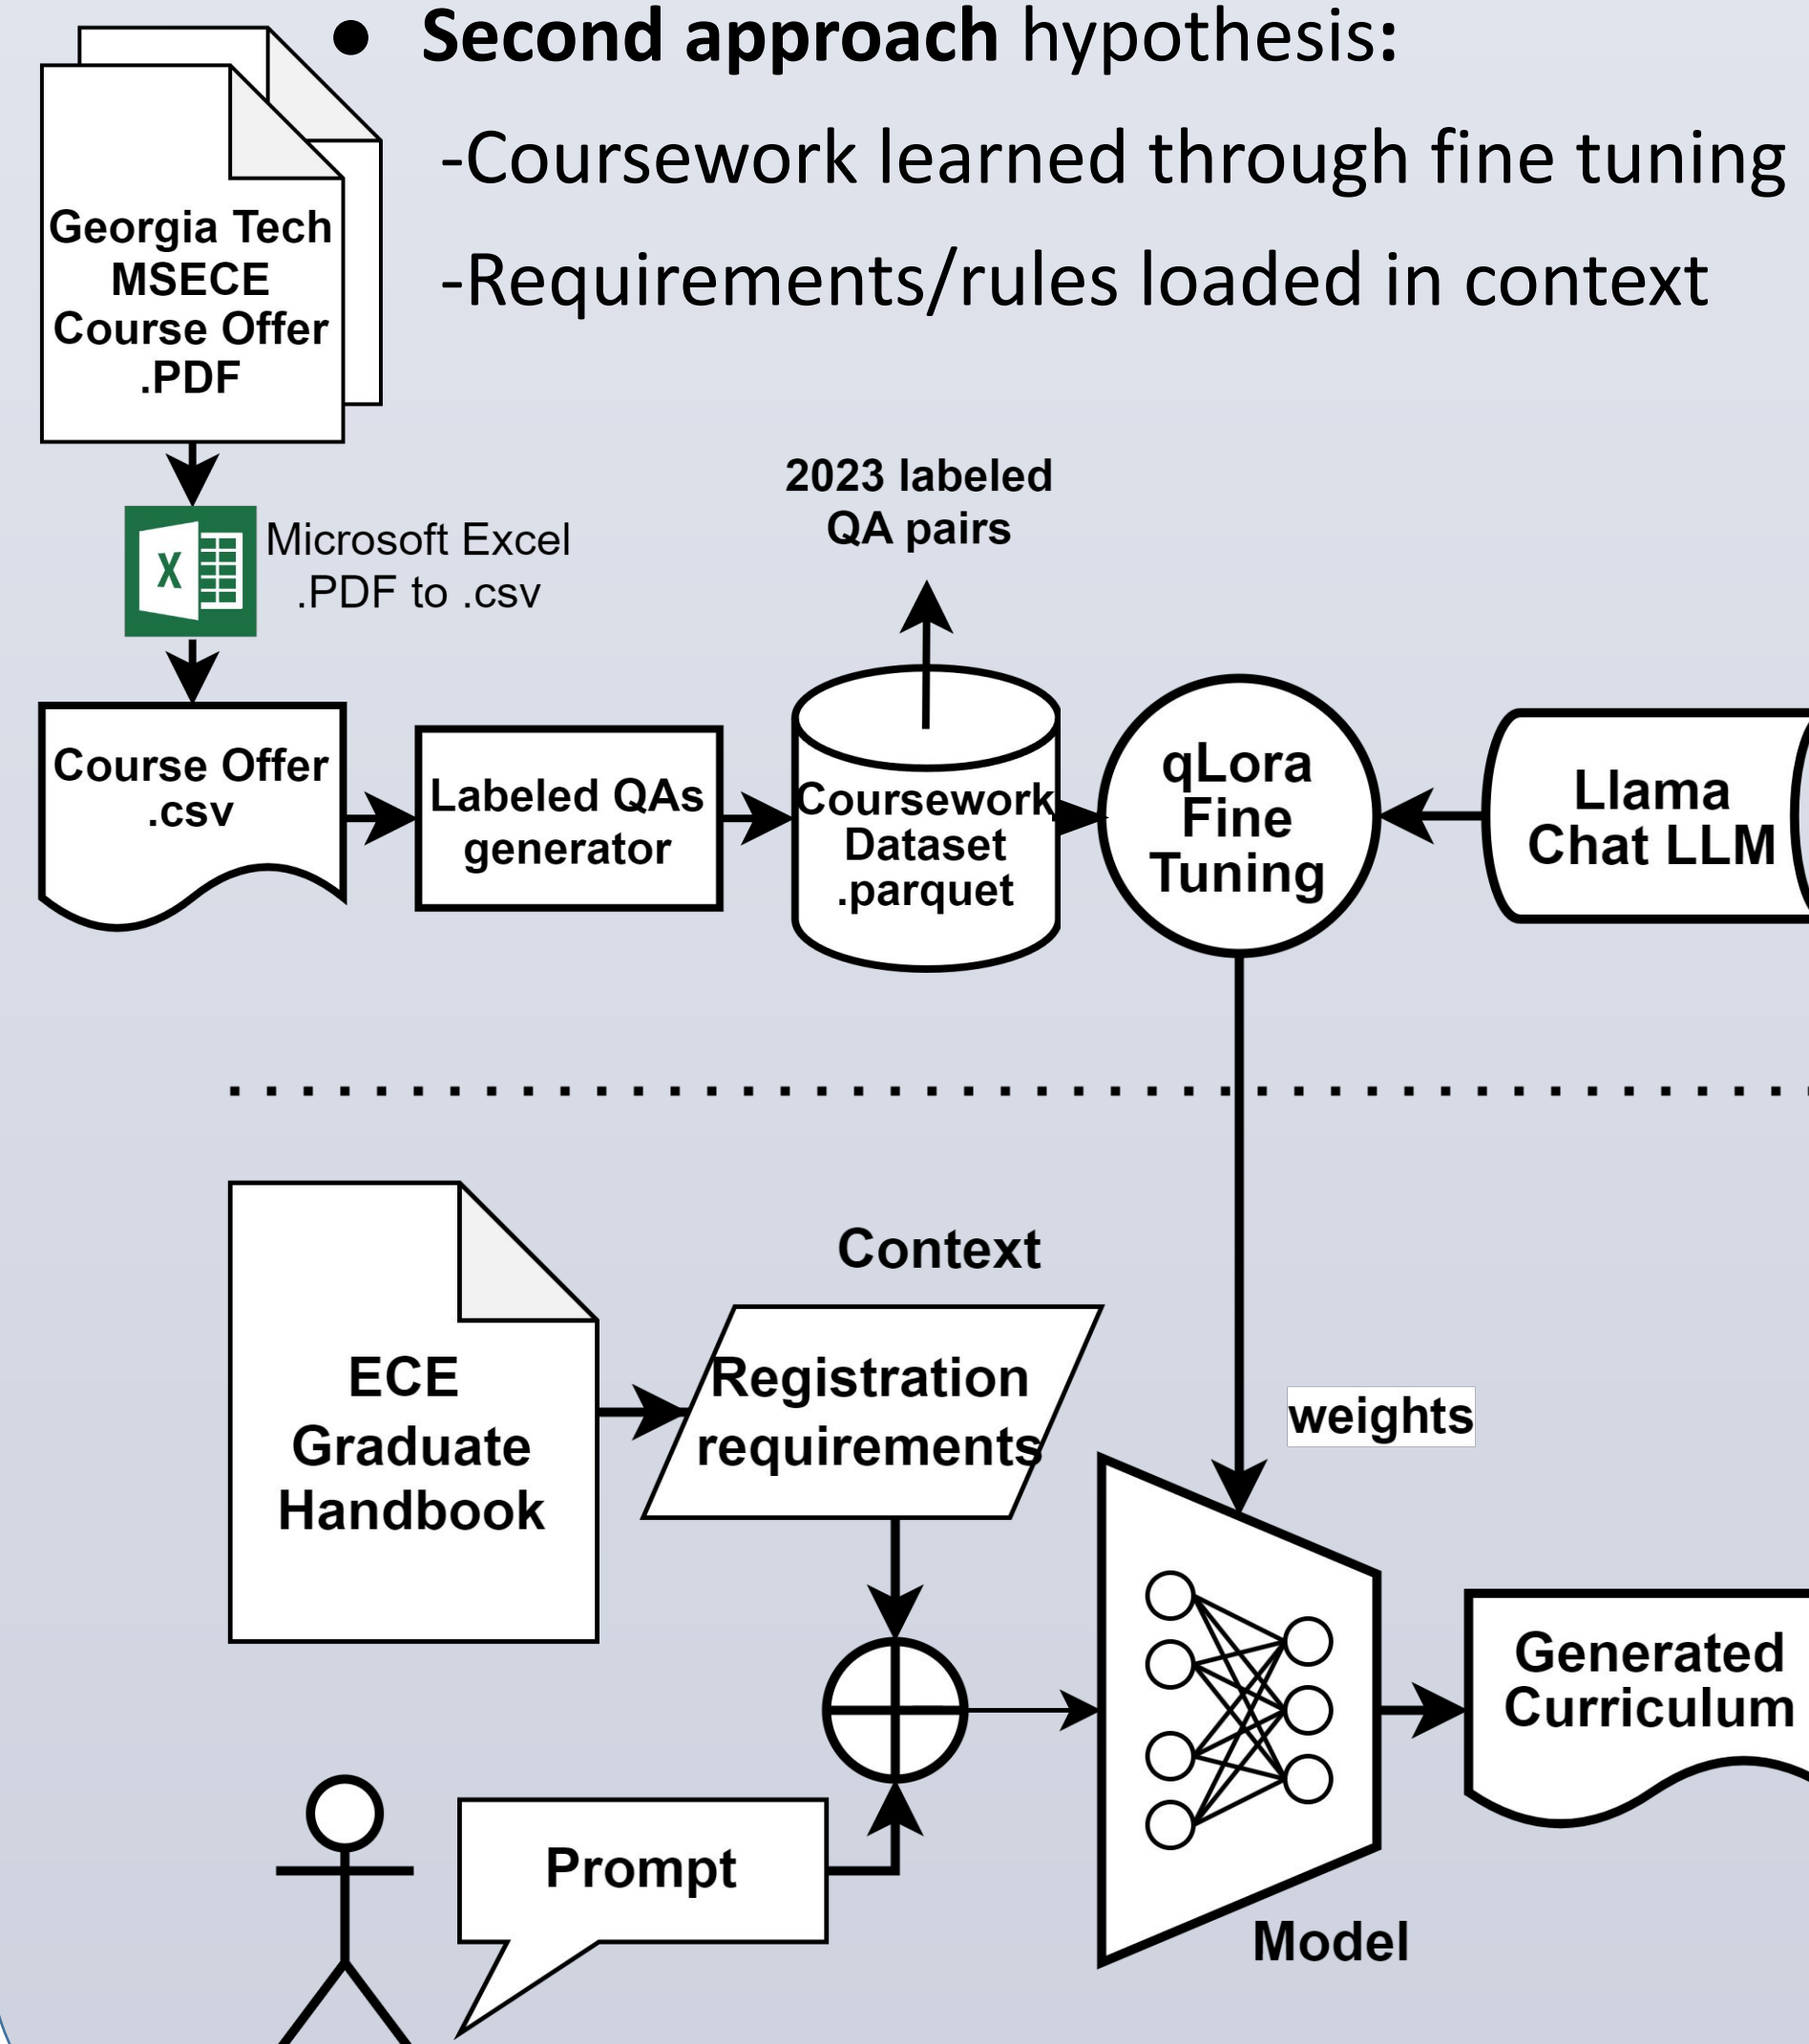 ● Second approach hypothesis:
-Coursework learned through fine tuning
-Requirements/rules loaded in context
Georgia Tech
MSECE
Course Offer
.PDF
X
Microsoft Excel
.PDF to .csv
2023 labeled
QA pairs
Course Offer
.csv
Labeled QAs
generator
Coursework
Dataset
.parquet
qLora
Fine
Tuning
Llama
Chat LLM
Context
ECE
Graduate
Handbook
Registration
requirements
weights
Generated
Curriculum
Prompt
Model